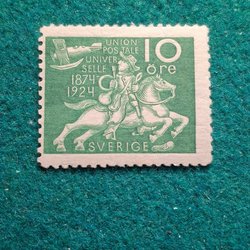 UNION
POSTALE
UNIVER
SELLE
1874
1924
10
öre
SVERIGE